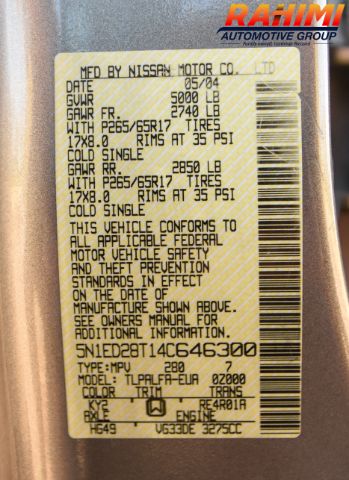 RAHIMI
AUTOMOTIVE GROUP
MFD BY NISSAN MOTOR CO. LTD
DATE 05/04
GVWR 5000 LB
GAWR FR. 2740 LB
WITH P265/65R17 TIRES
17X8.0 RIMS AT 35 PSI
COLD SINGLE
GAWR RR. 2850 LB
WITH P265/65R17 TIRES
17X8.0 RIMS AT 35 PSI
COLD SINGLE
THIS VEHICLE CONFORMS TO
ALL APPLICABLE FEDERAL
MOTOR VEHICLE SAFETY
AND THEFT PREVENTION
STANDARDS IN EFFECT
ON THE DATE OF
MANUFACTURE SHOWN ABOVE.
SEE OWNERS MANUAL FOR
ADDITIONAL INFORMATION
5N1ED28T14C646300
TYPE:MPV 280 7
MODEL: TLPALFA-EUA 0Z000
COLOR TRIM TRANS
KY2 W RE4R01A
AXLE ENGINE
HG49 VG33DE 3275CC